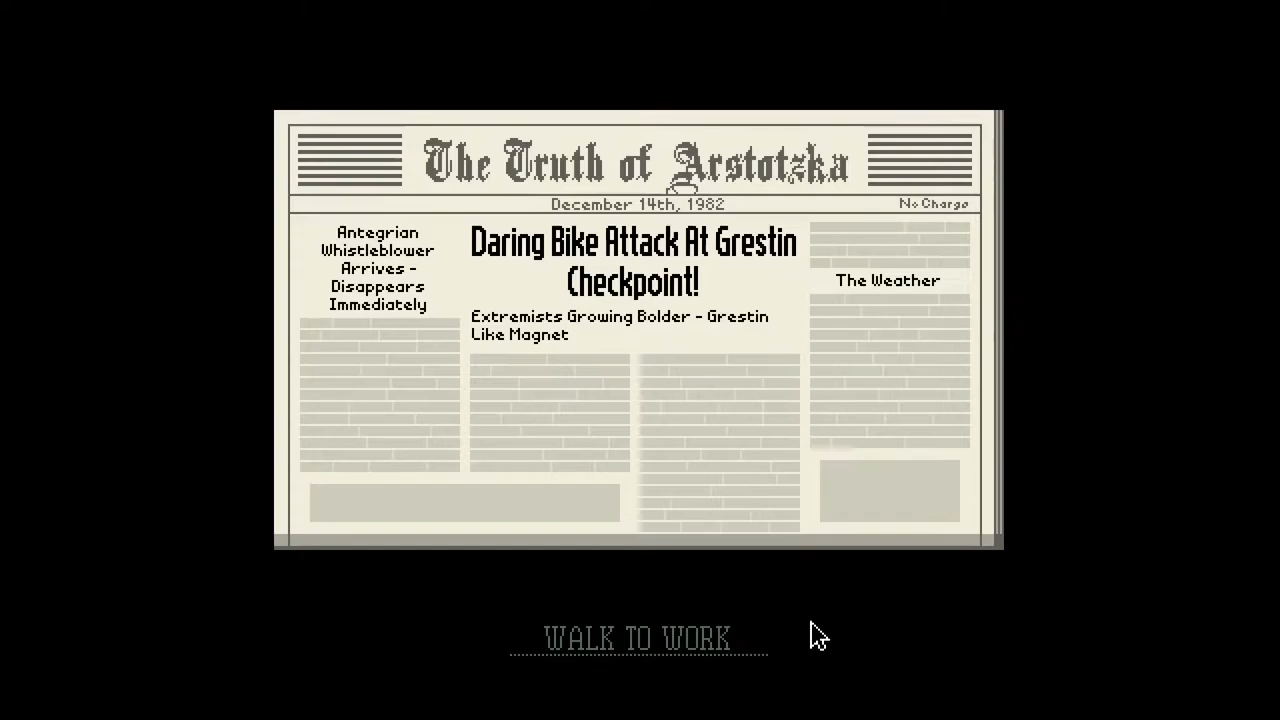 The Truth of Arstotzka
December 14th, 1982
No Charge
Antegrian
Whistleblower
Arrives -
Disappears
Immediately
Daring Bike Attack At Grestin
Checkpoint!
Extremists Growing Bolder - Grestin
Like Magnet
The Weather
WALK TO WORK